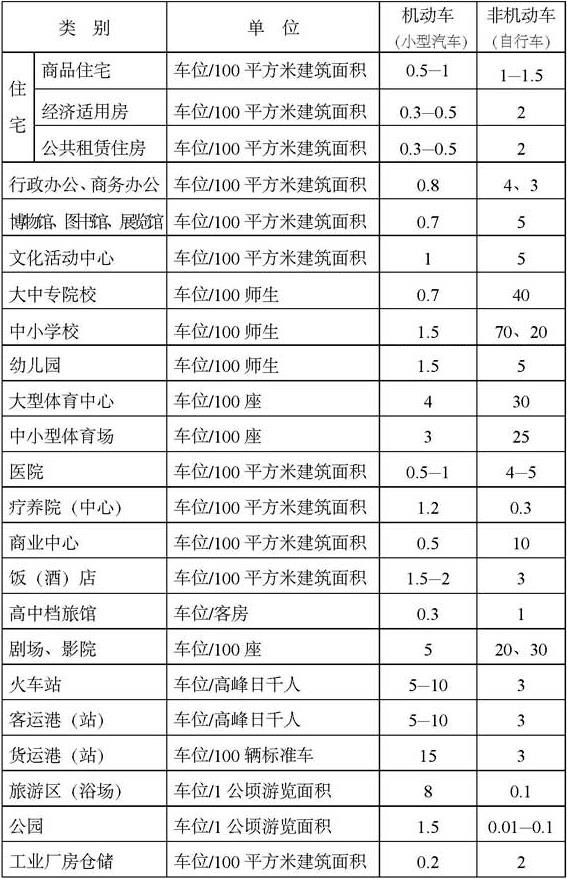 类 别 单 位 机动车 (小型汽车) 非机动车 (自行车)
住宅 商品住宅 车位/100 平方米建筑面积 0.5—1 1—1.5
经济适用房 车位/100 平方米建筑面积 0.3—0.5 2
公共租赁住房 车位/100 平方米建筑面积 0.3—0.5 2
行政办公、商务办公 车位/100 平方米建筑面积 0.8 4、3
博物馆、图书馆、展览馆 车位/100 平方米建筑面积 0.7 5
文化活动中心 车位/100 平方米建筑面积 1 5
大中专院校 车位/100 师生 0.7 40
中小学校 车位/100 师生 1.5 70、20
幼儿园 车位/100 师生 1.5 5
大型体育中心 车位/100 座 4 30
中小型体育场 车位/100 座 3 25
医院 车位/100 平方米建筑面积 0.5—1 4—5
疗养院（中心） 车位/100 平方米建筑面积 1.2 0.3
商业中心 车位/100 平方米建筑面积 0.5 10
饭（酒）店 车位/100 平方米建筑面积 1.5—2 3
高中档旅馆 车位/客房 0.3 1
剧场、影院 车位/100 座 5 20、30
火车站 车位/高峰日千人 5—10 3
客运港（站） 车位/高峰日千人 5—10 3
货运港（站） 车位/100 辆标准车 15 3
旅游区（浴场） 车位/1 公顷游览面积 8 0.1
公园 车位/1 公顷游览面积 1.5 0.01—0.1
工业厂房仓储 车位/100 平方米建筑面积 0.2 2